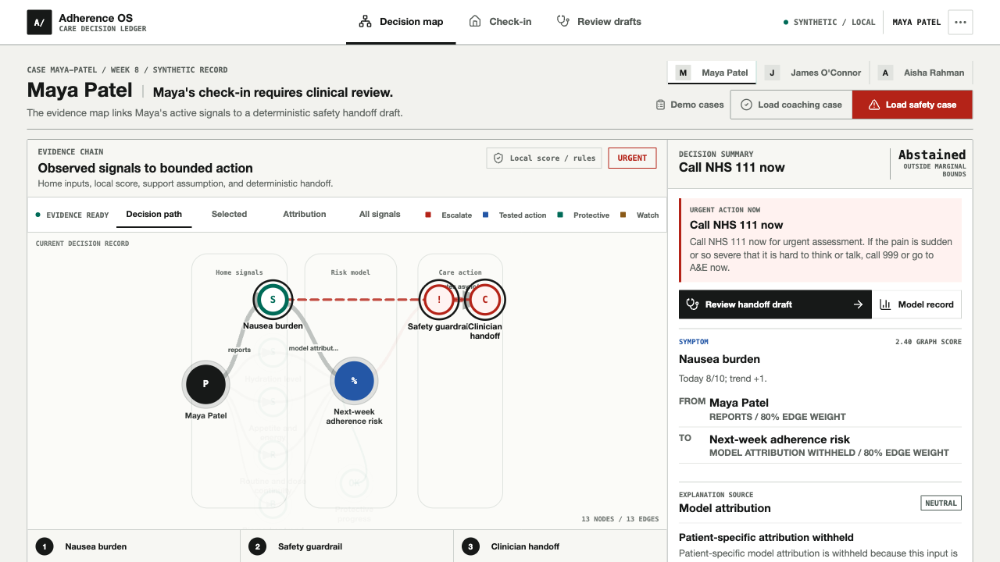 A/
Adherence OS
CARE DECISION LEDGER
Decision map
Check-in
Review drafts
SYNTHETIC / LOCAL
MAYA PATEL
CASE MAYA-PATEL / WEEK 8 / SYNTHETIC RECORD
Maya Patel
Maya's check-in requires clinical review.
The evidence map links Maya's active signals to a deterministic safety handoff draft.
M Maya Patel
J James O'Connor
A Aisha Rahman
Demo cases
Load coaching case
Load safety case
EVIDENCE CHAIN
Observed signals to bounded action
Home inputs, local score, support assumption, and deterministic handoff.
Local score / rules
URGENT
EVIDENCE READY
Decision path
Selected
Attribution
All signals
Escalate
Tested action
Protective
Watch
CURRENT DECISION RECORD
Home signals
Risk model
Care action
S
!
C
Nausea burden
Safety guardrail
Clinician
handoff
reports
model attribut...
Hydration level
P
%
Maya Patel
Next-week
adherence risk
Appetite and
13 NODES / 13 EDGES
1 Nausea burden
2 Safety guardrail
3 Clinician handoff
DECISION SUMMARY
Call NHS 111 now
Abstained
OUTSIDE MARGINAL
BOUNDS
URGENT ACTION NOW
Call NHS 111 now
Call NHS 111 now for urgent assessment. If the pain is sudden
or so severe that it is hard to think or talk, call 999 or go to
A&E now.
Review handoff draft
Model record
SYMPTOM
2.40 GRAPH SCORE
Nausea burden
Today 8/10; trend +1.
FROM Maya Patel
REPORTS / 80% EDGE WEIGHT
TO Next-week adherence risk
MODEL ATTRIBUTION WITHHELD / 80% EDGE WEIGHT
EXPLANATION SOURCE
Model attribution
NEUTRAL
Patient-specific attribution withheld
Patient-specific model attribution is withheld because this input is